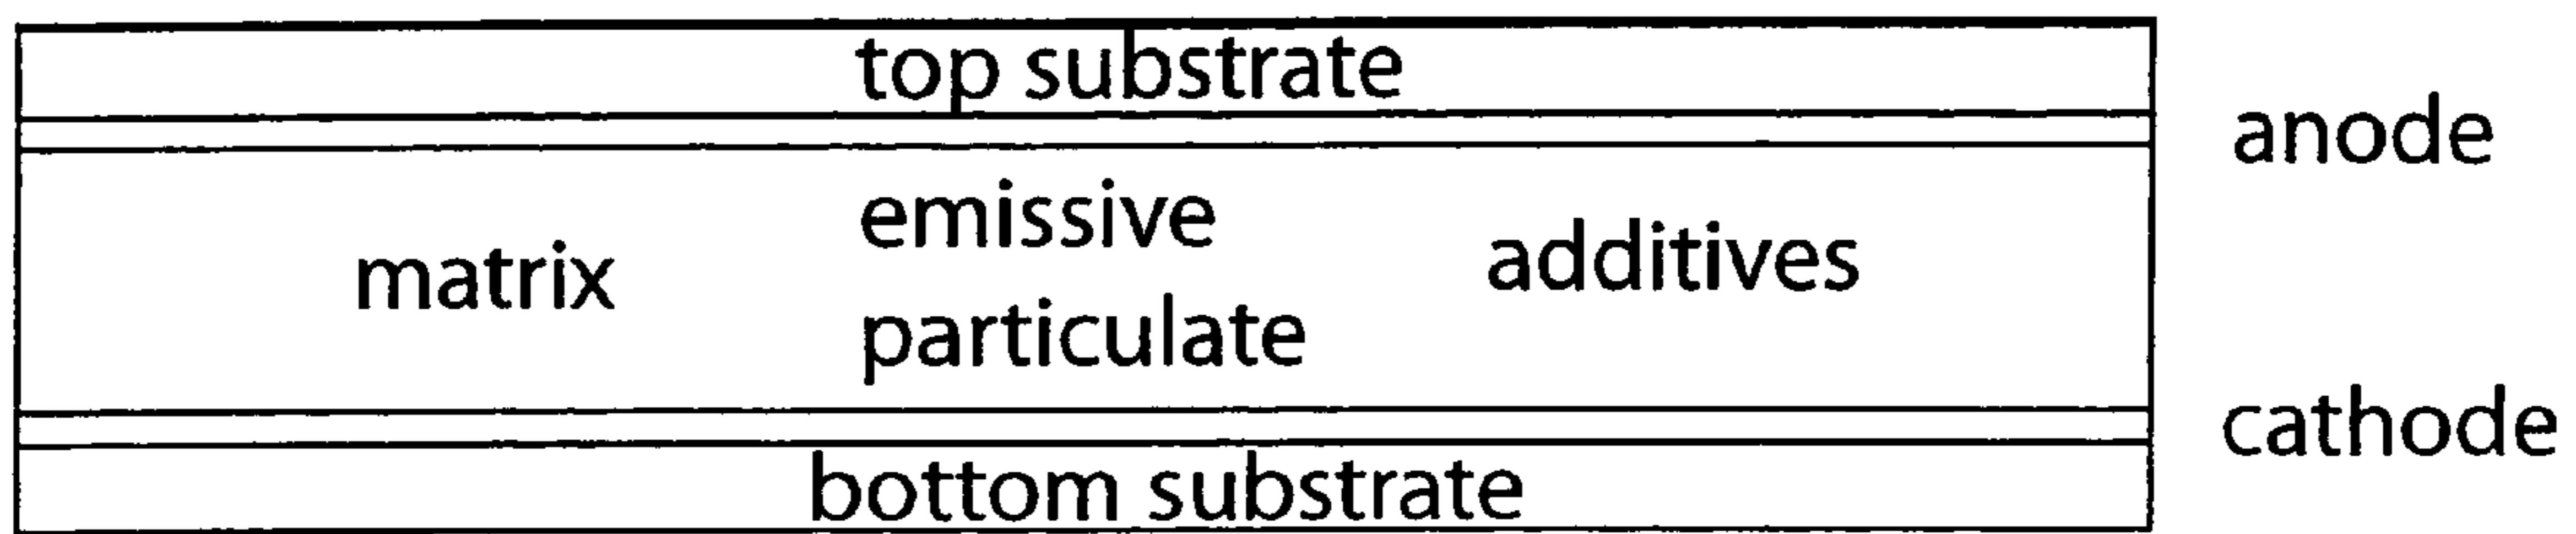 top substrate
anode
emissive
matrix
additives
particulate
cathode
bottom substrate